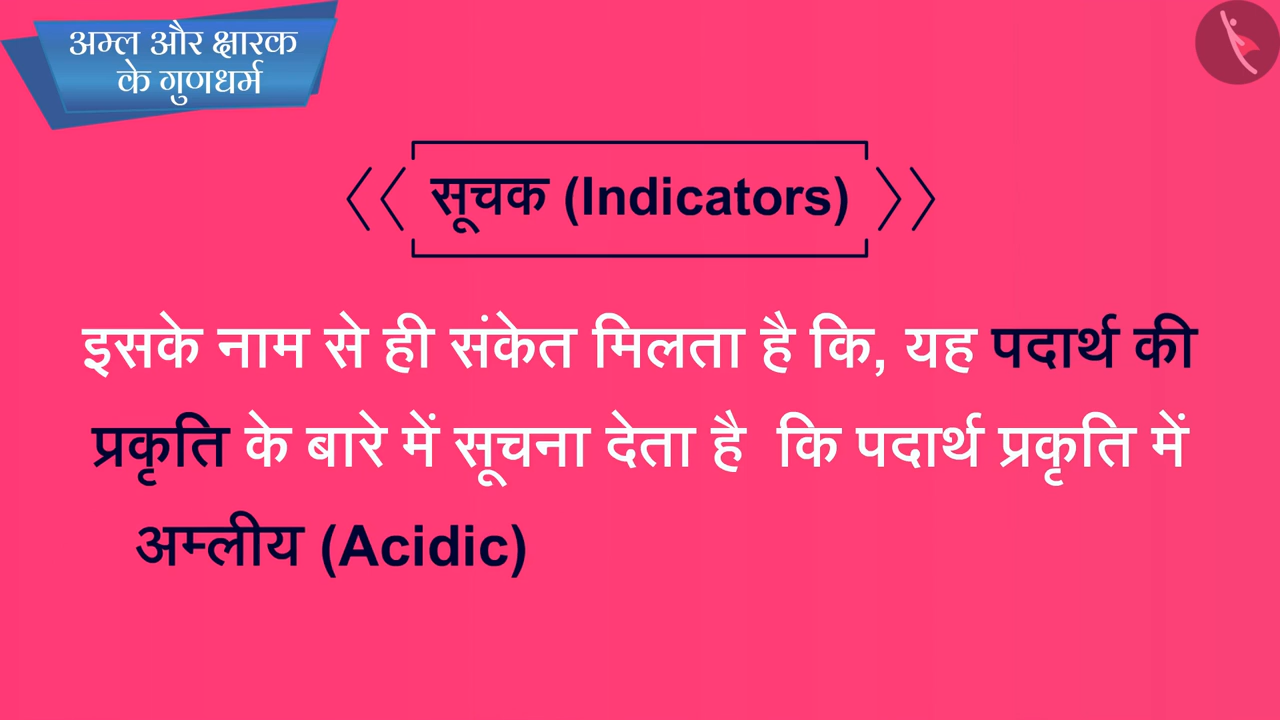 अम्ल और क्षारक
के गुणधर्म
सूचक (Indicators)
इसके नाम से ही संकेत मिलता है कि, यह पदार्थ की
प्रकृति के बारे में सूचना देता है कि पदार्थ प्रकृति में
अम्लीय (Acidic)